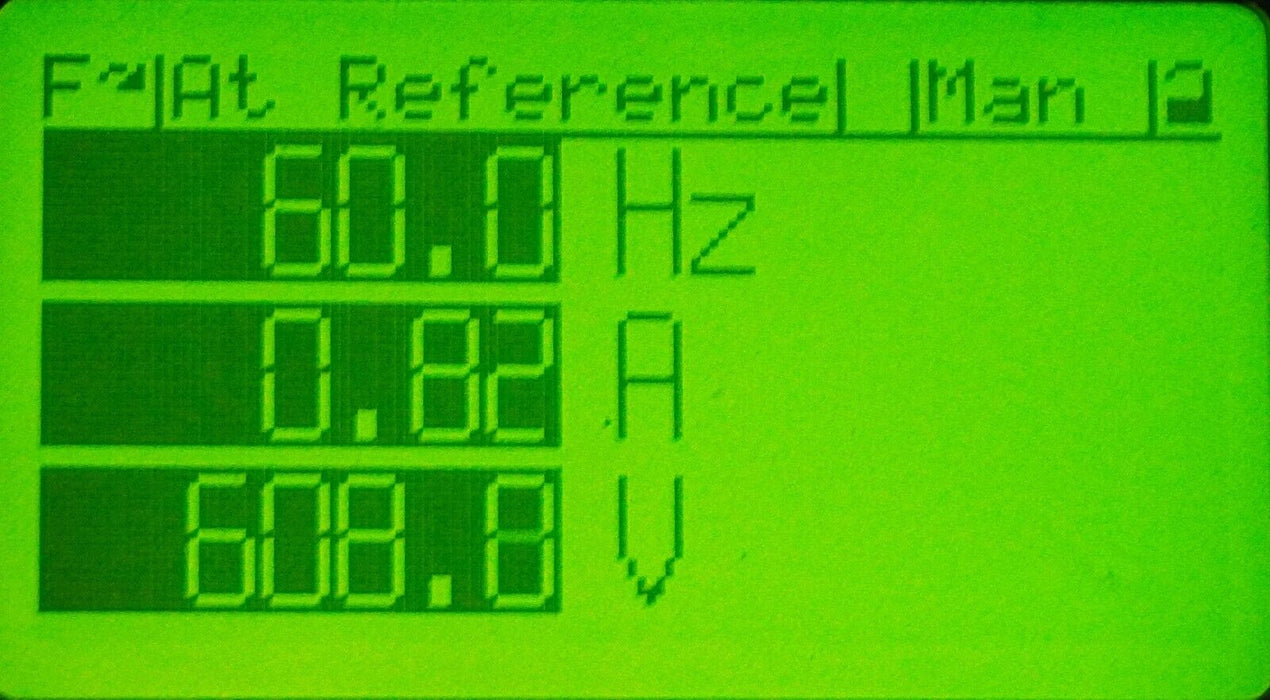 F~|At Reference| |Man |
60.0 Hz
0.82 A
608.8 V